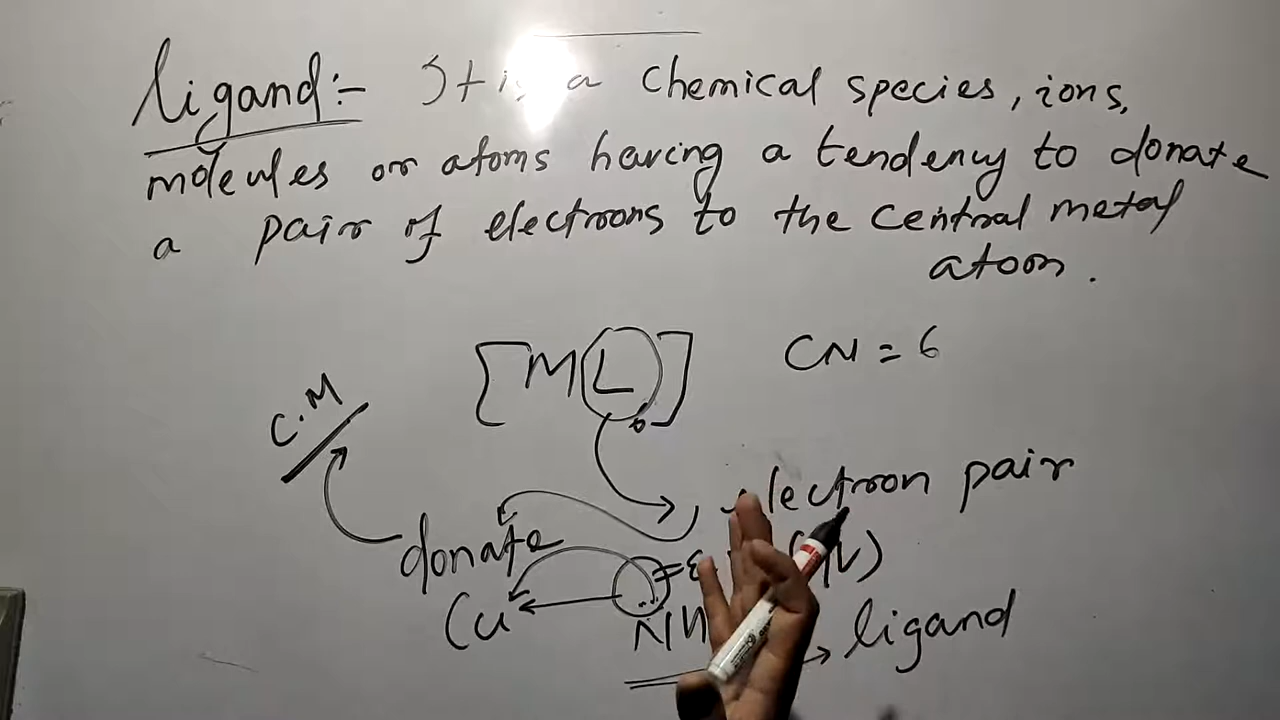 Ligand:- It is a chemical species, ions,
molecules or atoms having a tendency to donate
a pair of electrons to the central metal
atom.
[ML6] CN = 6
C.M
electron pair
donate
Cu NH ligand